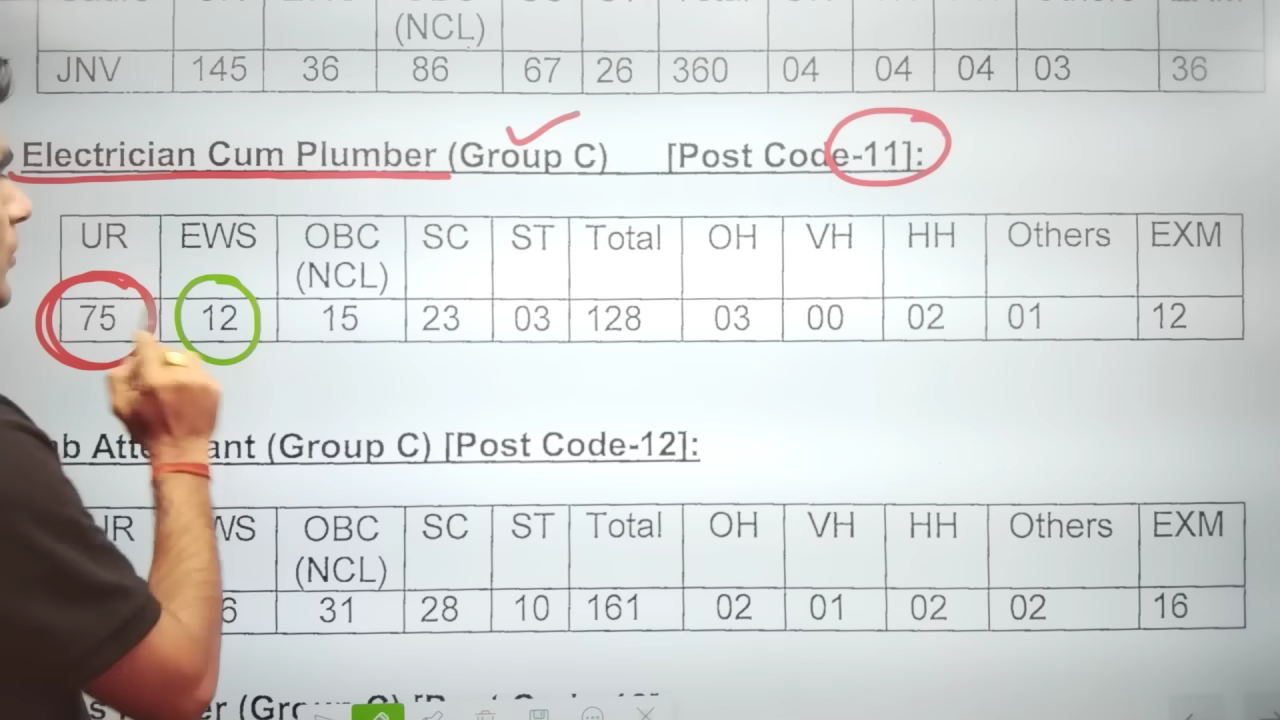 (NCL)
JNV 145 36 86 67 26 360 04 04 04 03 36
Electrician Cum Plumber (Group C) [Post Code-11]:
UR EWS OBC SC ST Total OH VH HH Others EXM
(NCL)
75 12 15 23 03 128 03 00 02 01 12
(Group C) [Post Code-12]:
OBC SC ST Total OH VH HH Others EXM
(NCL)
31 28 10 161 02 01 02 02 16